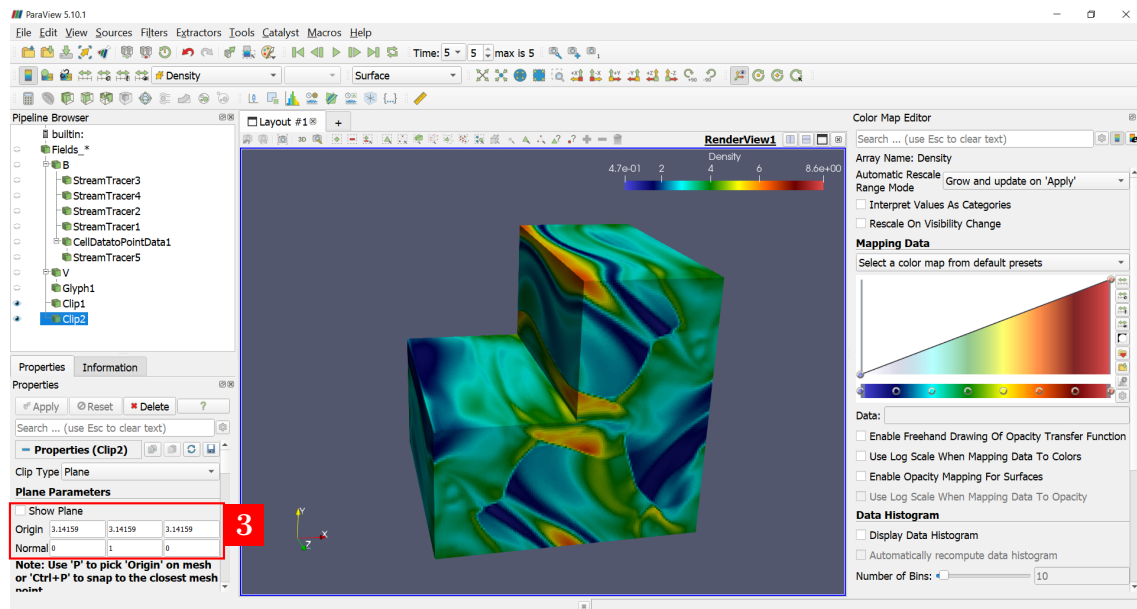 ParaView 5.10.1
File Edit View Sources Filters Extractors Tools Catalyst Macros Help
Time: 5 5 max is 5
Density Surface
Pipeline Browser
builtin:
Fields_*
B
StreamTracer3
StreamTracer4
StreamTracer2
StreamTracer1
CellDatatoPointData1
StreamTracer5
V
Glyph1
Clip1
Clip2
Properties Information
Properties
Apply Reset Delete ?
Search ... (use Esc to clear text)
Properties (Clip2)
Clip Type Plane
Plane Parameters
Show Plane
Origin 3.14159 3.14159 3.14159
Normal 0 1 0
3
Note: Use 'P' to pick 'Origin' on mesh
or 'Ctrl+P' to snap to the closest mesh
point
Layout #1 +
3D RenderView1
Density
4.7e-01 2 4 6 8.6e+00
Y
X
Z
Color Map Editor
Search ... (use Esc to clear text)
Array Name: Density
Automatic Rescale
Range Mode Grow and update on 'Apply'
Interpret Values As Categories
Rescale On Visibility Change
Mapping Data
Select a color map from default presets
Data:
Enable Freehand Drawing Of Opacity Transfer Function
Use Log Scale When Mapping Data To Colors
Enable Opacity Mapping For Surfaces
Use Log Scale When Mapping Data To Opacity
Data Histogram
Display Data Histogram
Automatically recompute data histogram
Number of Bins: 10